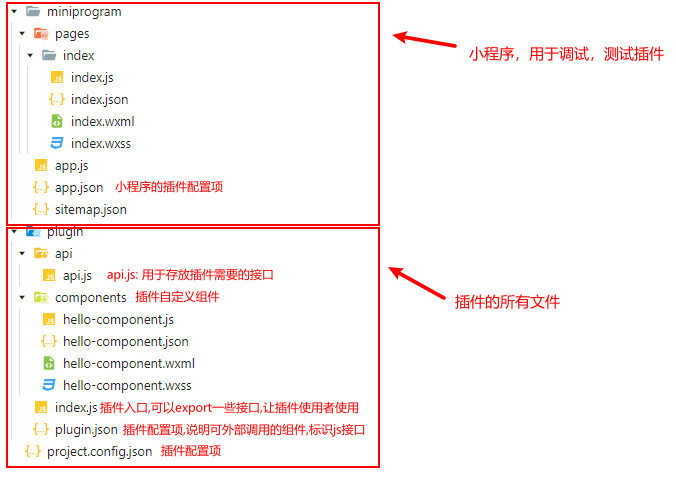 miniprogram
pages
小程序，用于调试，测试插件
index
index.js
index.json
index.wxml
index.wxss
app.js
app.json 小程序的插件配置项
sitemap.json
plugin
api
api.js api.js: 用于存放插件需要的接口
components 插件自定义组件
插件的所有文件
hello-component.js
hello-component.json
hello-component.wxml
hello-component.wxss
index.js 插件入口,可以export一些接口,让插件使用者使用
plugin.json 插件配置项,说明可外部调用的组件,标识js接口
project.config.json 插件配置项